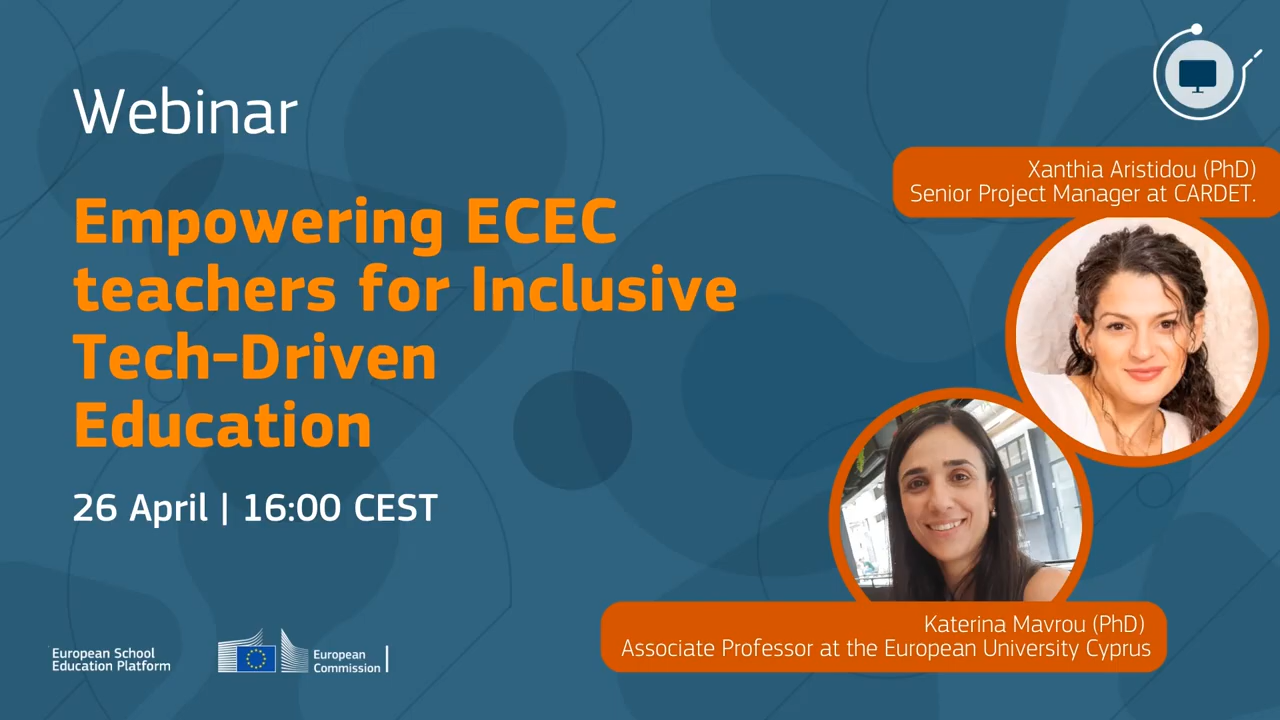 Webinar
Empowering ECEC
teachers for Inclusive
Tech-Driven
Education
26 April | 16:00 CEST
Xanthia Aristidou (PhD)
Senior Project Manager at CARDET.
Katerina Mavrou (PhD)
Associate Professor at the European University Cyprus
European School
Education Platform
European
Commission